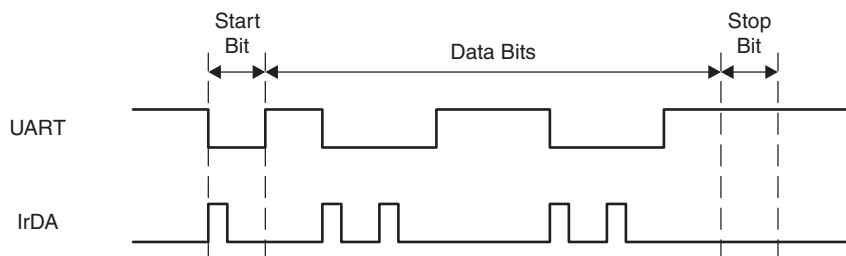 Start
Bit
Data Bits
Stop
Bit
UART
IrDA